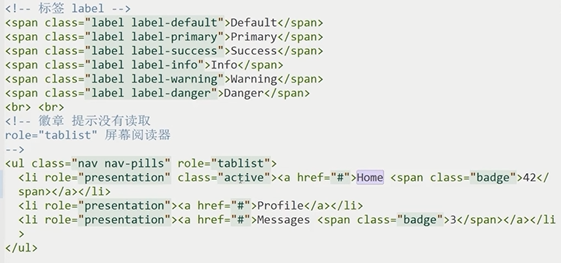 <!-- 标签 label -->
<span class="label label-default">Default</span>
<span class="label label-primary">Primary</span>
<span class="label label-success">Success</span>
<span class="label label-info">Info</span>
<span class="label label-warning">Warning</span>
<span class="label label-danger">Danger</span>
<br> <br>
<!-- 徽章 提示没有读取
role="tablist" 屏幕阅读器
-->
<ul class="nav nav-pills" role="tablist">
<li role="presentation" class="active"><a href="#">Home <span class="badge">42</
span></a></li>
<li role="presentation"><a href="#">Profile</a></li>
<li role="presentation"><a href="#">Messages <span class="badge">3</span></a></li
>
</ul>